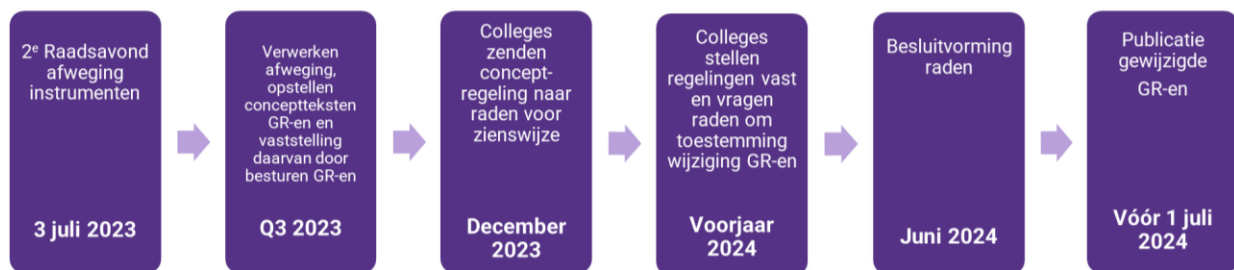 2e Raadsavond
afweging
instrumenten
3 juli 2023
Verwerken
afweging,
opstellen
conceptteksten
GR-en en
vaststelling
daarvan door
besturen GR-en
Q3 2023
Colleges
zenden
concept-
regeling naar
raden voor
zienswijze
December
2023
Colleges
stellen
regelingen vast
en vragen
raden om
toestemming
wijziging GR-en
Voorjaar
2024
Besluitvorming
raden
Juni 2024
Publicatie
gewijzigde
GR-en
Vóór 1 juli
2024